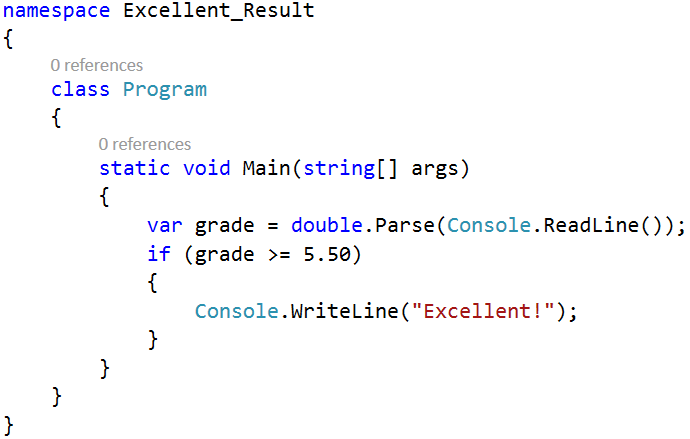 namespace Excellent_Result
{
0 references
class Program
{
0 references
static void Main(string[] args)
{
var grade = double.Parse(Console.ReadLine());
if (grade >= 5.50)
{
Console.WriteLine("Excellent!");
}
}
}
}